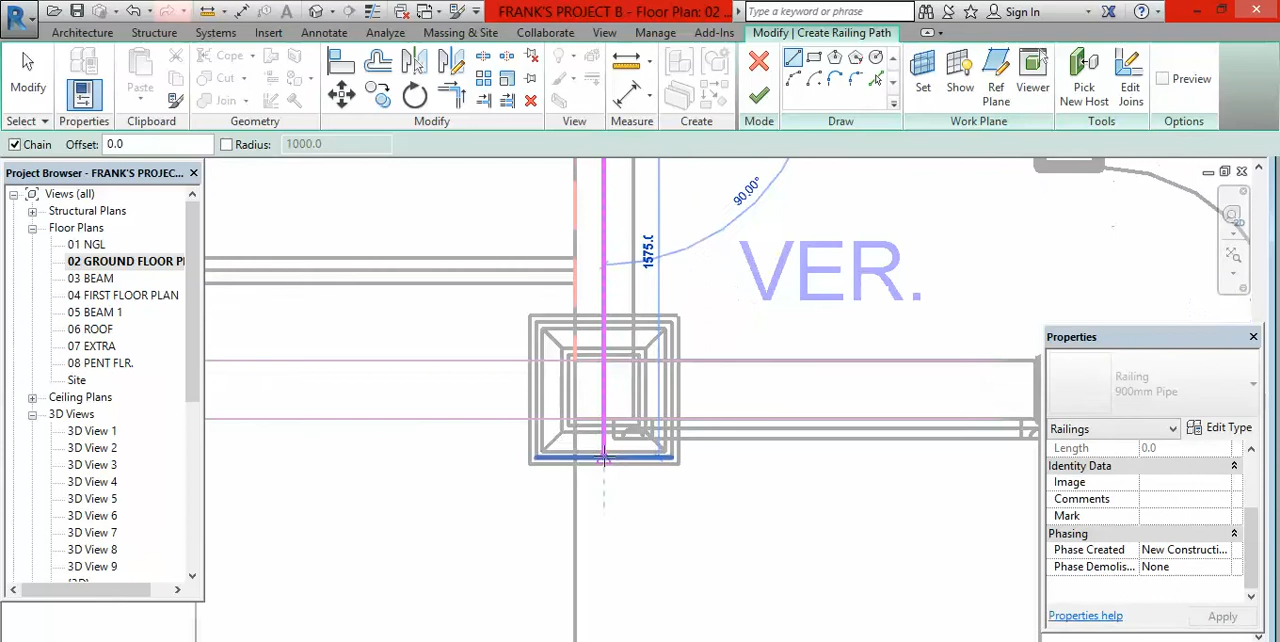 FRANK'S PROJECT B - Floor Plan: 02 ...
Type a keyword or phrase
Sign In
Architecture
Structure
Systems
Insert
Annotate
Analyze
Massing & Site
Collaborate
View
Manage
Add-Ins
Modify | Create Railing Path
Modify
Paste
Cope
Cut
Join
Set
Show
Ref
Plane
Viewer
Pick
New Host
Edit
Joins
Preview
Select
Properties
Clipboard
Geometry
Modify
View
Measure
Create
Mode
Draw
Work Plane
Tools
Options
Chain
Offset: 0.0
Radius: 1000.0
Project Browser - FRANK'S PROJEC...
Views (all)
Structural Plans
Floor Plans
01 NGL
02 GROUND FLOOR P
03 BEAM
04 FIRST FLOOR PLAN
05 BEAM 1
06 ROOF
07 EXTRA
08 PENT FLR.
Site
Ceiling Plans
3D Views
3D View 1
3D View 2
3D View 3
3D View 4
3D View 5
3D View 6
3D View 7
3D View 8
3D View 9
90.00°
1575.0
VER.
Properties
Railing
900mm Pipe
Railings
Edit Type
Length 0.0
Identity Data
Image
Comments
Mark
Phasing
Phase Created New Constructi...
Phase Demolis... None
Properties help
Apply